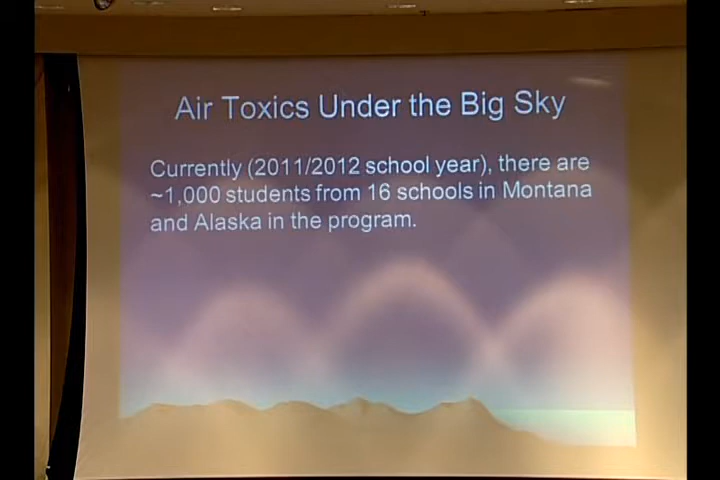 Air Toxics Under the Big Sky
Currently (2011/2012 school year), there are
~1,000 students from 16 schools in Montana
and Alaska in the program.